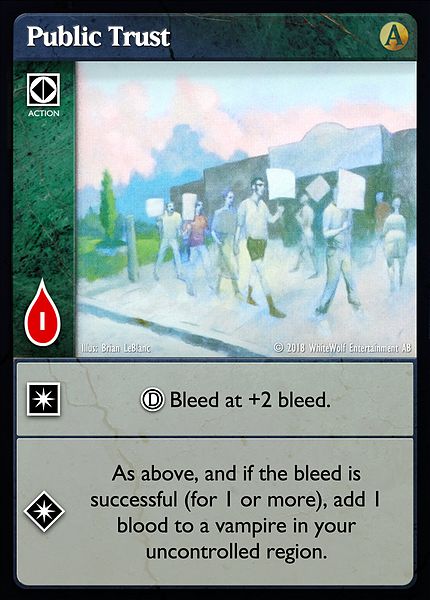 Public Trust
A
ACTION
1
Illus: Brian LeBlanc
© 2018 WhiteWolf Entertainment AB
D Bleed at +2 bleed.
As above, and if the bleed is
successful (for 1 or more), add 1
blood to a vampire in your
uncontrolled region.